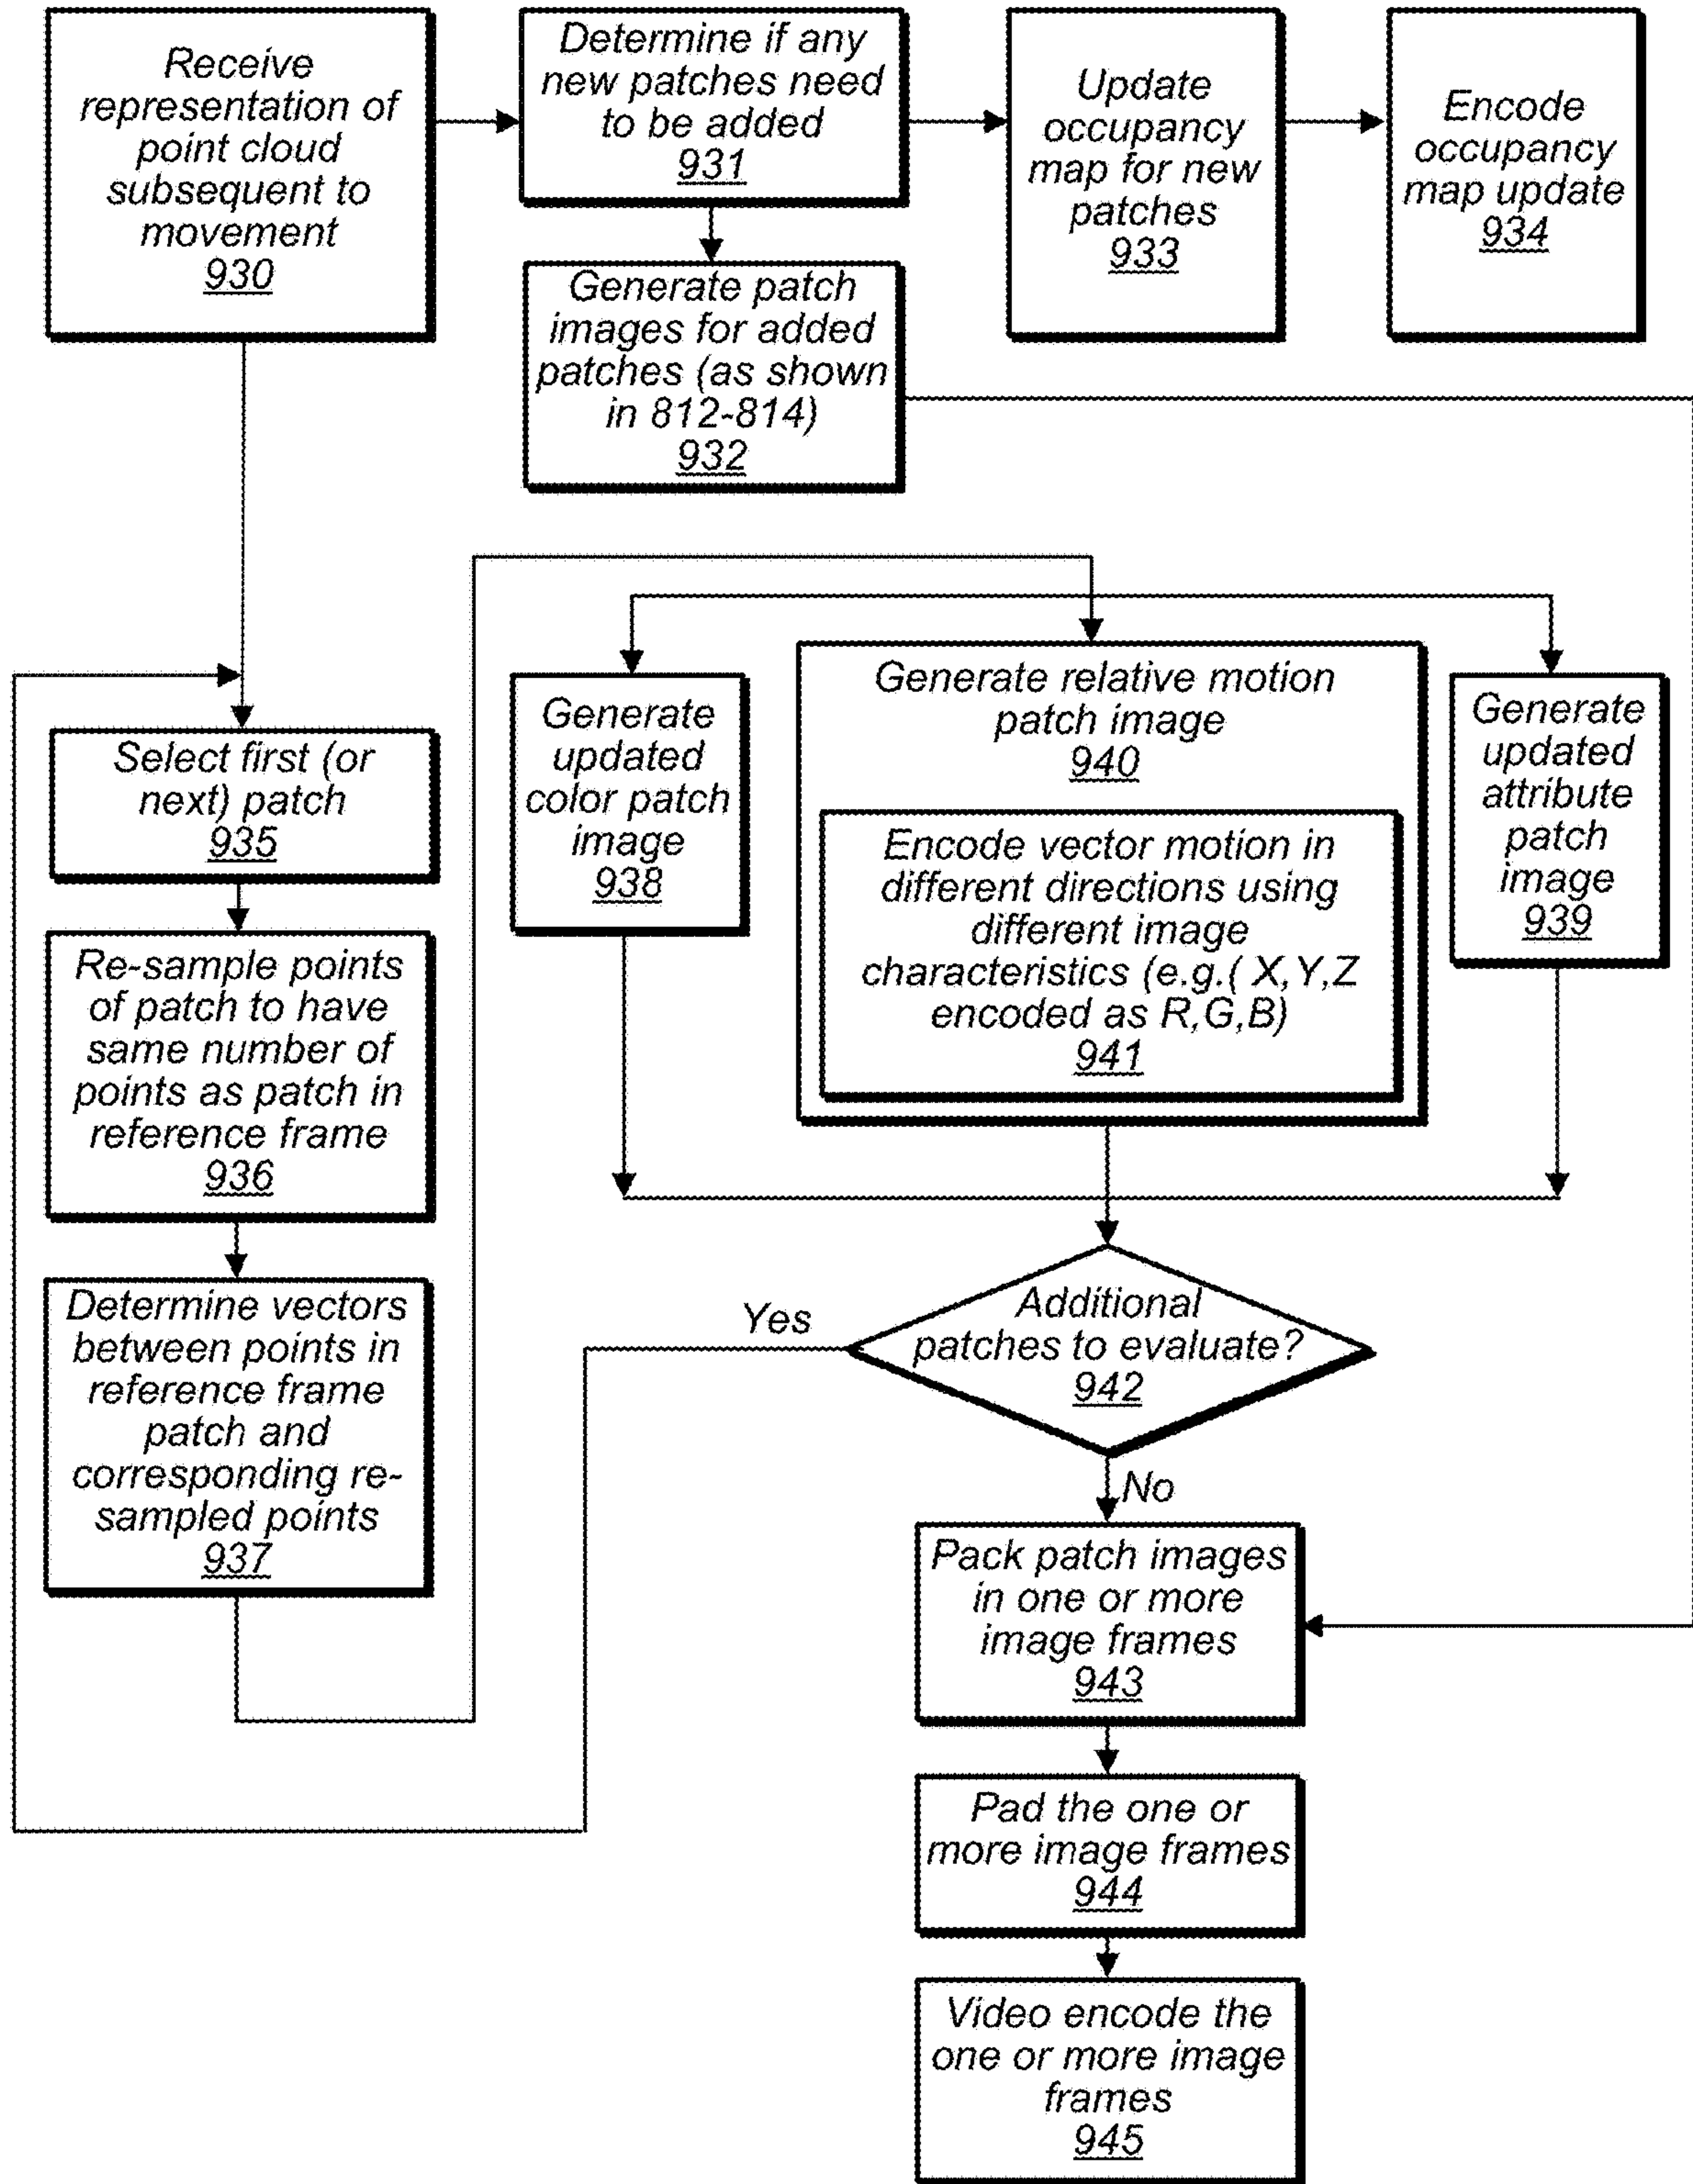 Receive
representation of
point cloud
subsequent to
movement
930
Determine if any
new patches need
to be added
931
Update
occupancy
map for new
patches
933
Encode
occupancy
map update
934
Generate patch
images for added
patches (as shown
in 812-814)
932
Select first (or
next) patch
935
Re-sample points
of patch to have
same number of
points as patch in
reference frame
936
Determine vectors
between points in
reference frame
patch and
corresponding re-
sampled points
937
Generate
updated
color patch
image
938
Generate relative motion
patch image
940
Encode vector motion in
different directions using
different image
characteristics (e.g.( X,Y,Z
encoded as R,G,B)
941
Generate
updated
attribute
patch
image
939
Additional
patches to evaluate?
942
Yes
No
Pack patch images
in one or more
image frames
943
Pad the one or
more image frames
944
Video encode the
one or more image
frames
945